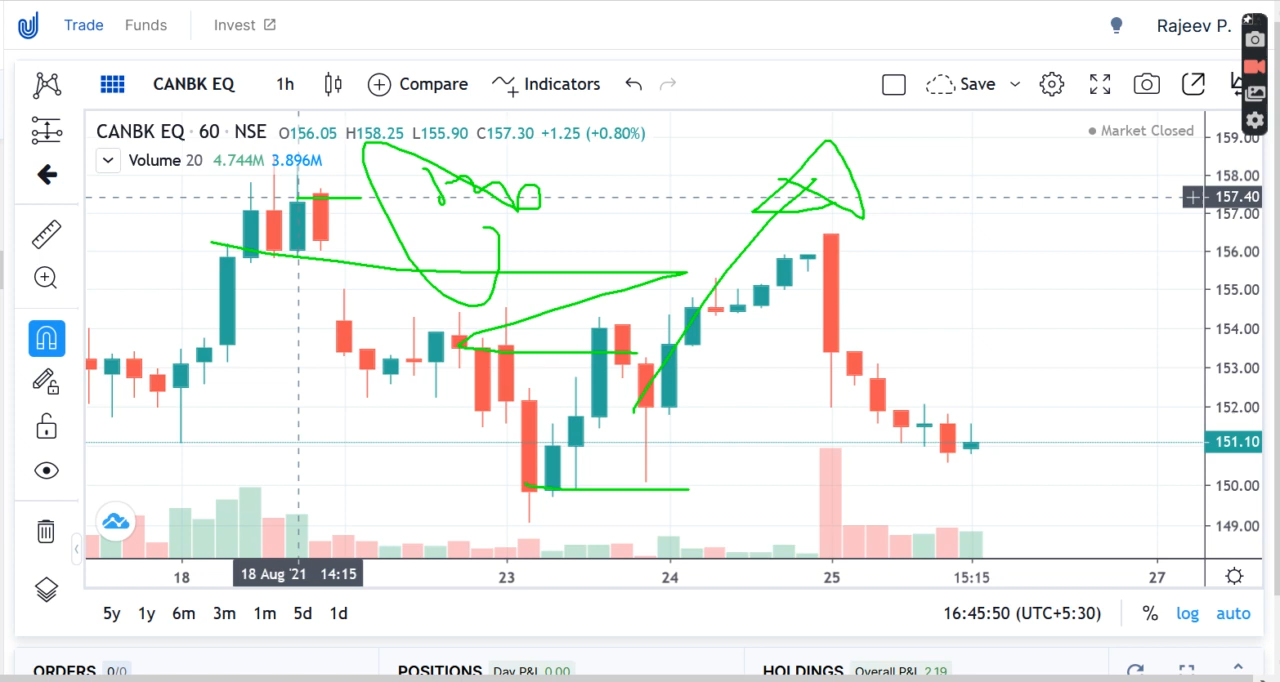 Trade Funds Invest Rajeev P.
CANBK EQ 1h Compare Indicators Save
CANBK EQ · 60 · NSE O156.05 H158.25 L155.90 C157.30 +1.25 (+0.80%) Market Closed
Volume 20 4.744M 3.896M
159.00
158.00
157.40
157.00
156.00
155.00
154.00
153.00
152.00
151.10
150.00
149.00
18 18 Aug '21 14:15 23 24 25 15:15 27
5y 1y 6m 3m 1m 5d 1d 16:45:50 (UTC+5:30) % log auto
ORDERS 0/0 POSITIONS Day P&L 0.00 HOLDINGS Overall P&L 2.19